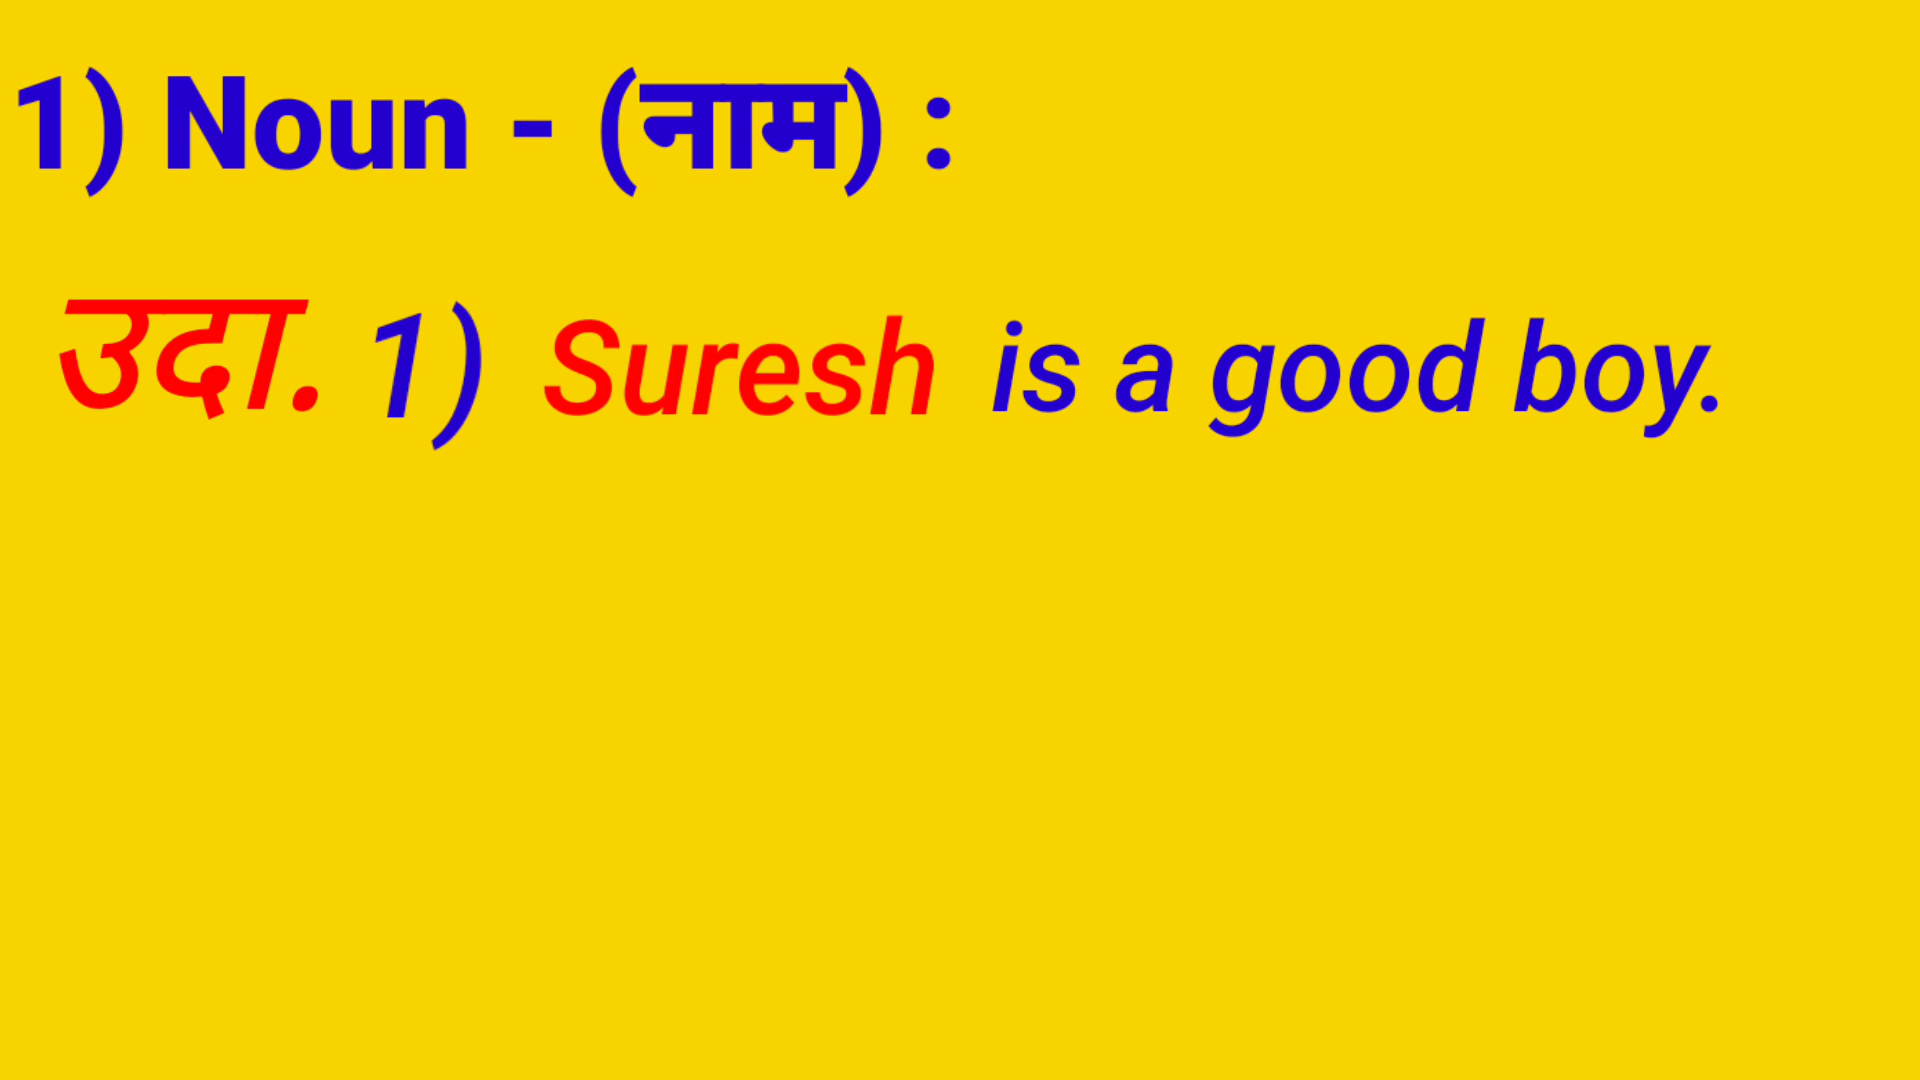 1) Noun - (नाम) :
उदा. 1) Suresh is a good boy.